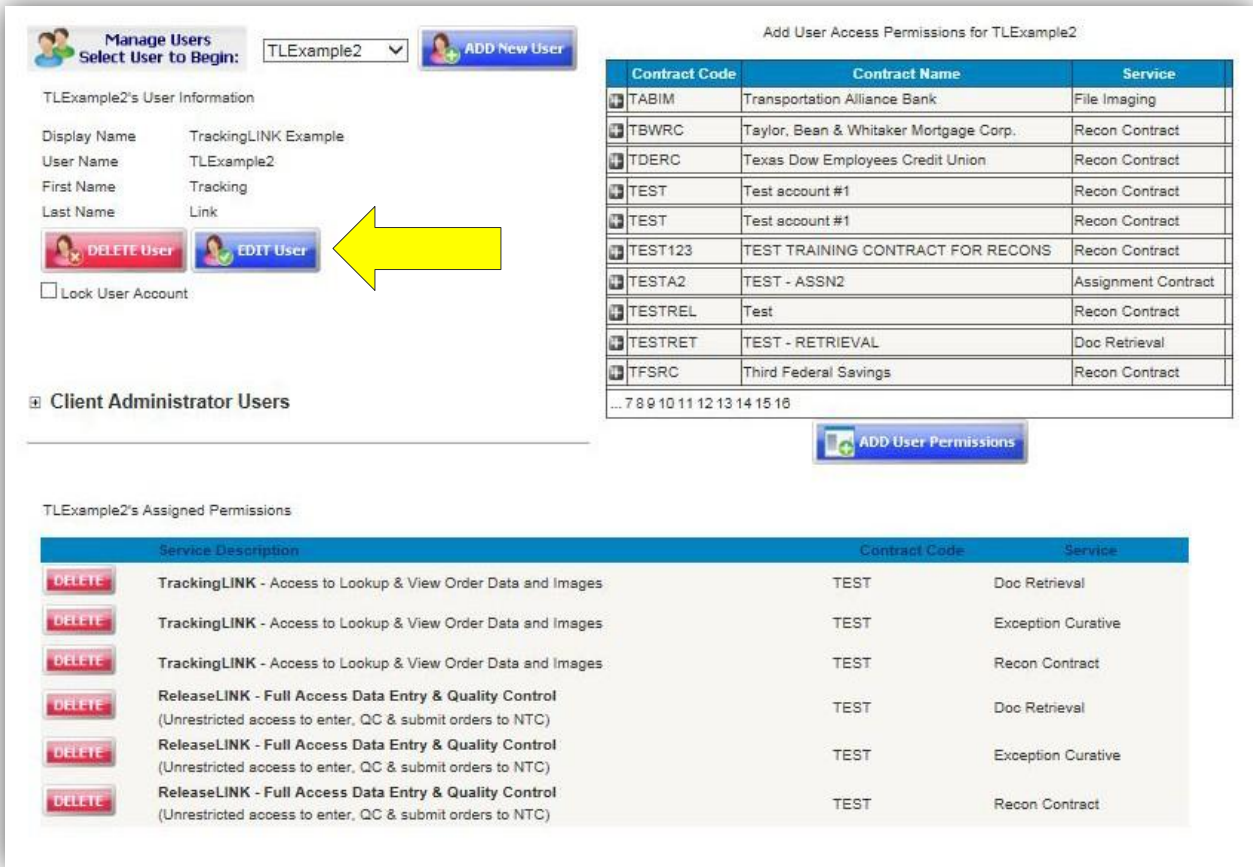 Manage Users
Select User to Begin:
TLExample2
ADD New User
TLExample2's User Information
Display Name TrackingLINK Example
User Name TLExample2
First Name Tracking
Last Name Link
DELETE User
EDIT User
Lock User Account
Client Administrator Users
Add User Access Permissions for TLExample2
Contract Code Contract Name Service
TABIM Transportation Alliance Bank File Imaging
TBWRC Taylor, Bean & Whitaker Mortgage Corp. Recon Contract
TDERC Texas Dow Employees Credit Union Recon Contract
TEST Test account #1 Recon Contract
TEST Test account #1 Recon Contract
TEST123 TEST TRAINING CONTRACT FOR RECONS Recon Contract
TESTA2 TEST - ASSN2 Assignment Contract
TESTREL Test Recon Contract
TESTRET TEST - RETRIEVAL Doc Retrieval
TFSRC Third Federal Savings Recon Contract
... 7 8 9 10 11 12 13 14 15 16
ADD User Permissions
TLExample2's Assigned Permissions
Service Description Contract Code Service
DELETE TrackingLINK - Access to Lookup & View Order Data and Images TEST Doc Retrieval
DELETE TrackingLINK - Access to Lookup & View Order Data and Images TEST Exception Curative
DELETE TrackingLINK - Access to Lookup & View Order Data and Images TEST Recon Contract
DELETE ReleaseLINK - Full Access Data Entry & Quality Control TEST Doc Retrieval
(Unrestricted access to enter, QC & submit orders to NTC)
DELETE ReleaseLINK - Full Access Data Entry & Quality Control TEST Exception Curative
(Unrestricted access to enter, QC & submit orders to NTC)
DELETE ReleaseLINK - Full Access Data Entry & Quality Control TEST Recon Contract
(Unrestricted access to enter, QC & submit orders to NTC)